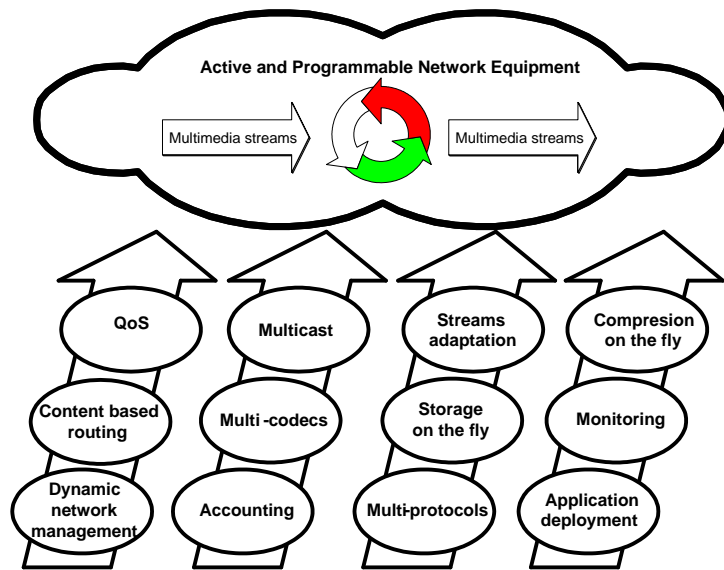 Active and Programmable Network Equipment
Multimedia streams
Multimedia streams
QoS
Multicast
Streams
adaptation
Compresion
on the fly
Content based
routing
Multi-codecs
Storage
on the fly
Monitoring
Dynamic
network
management
Accounting
Multi-protocols
Application
deployment